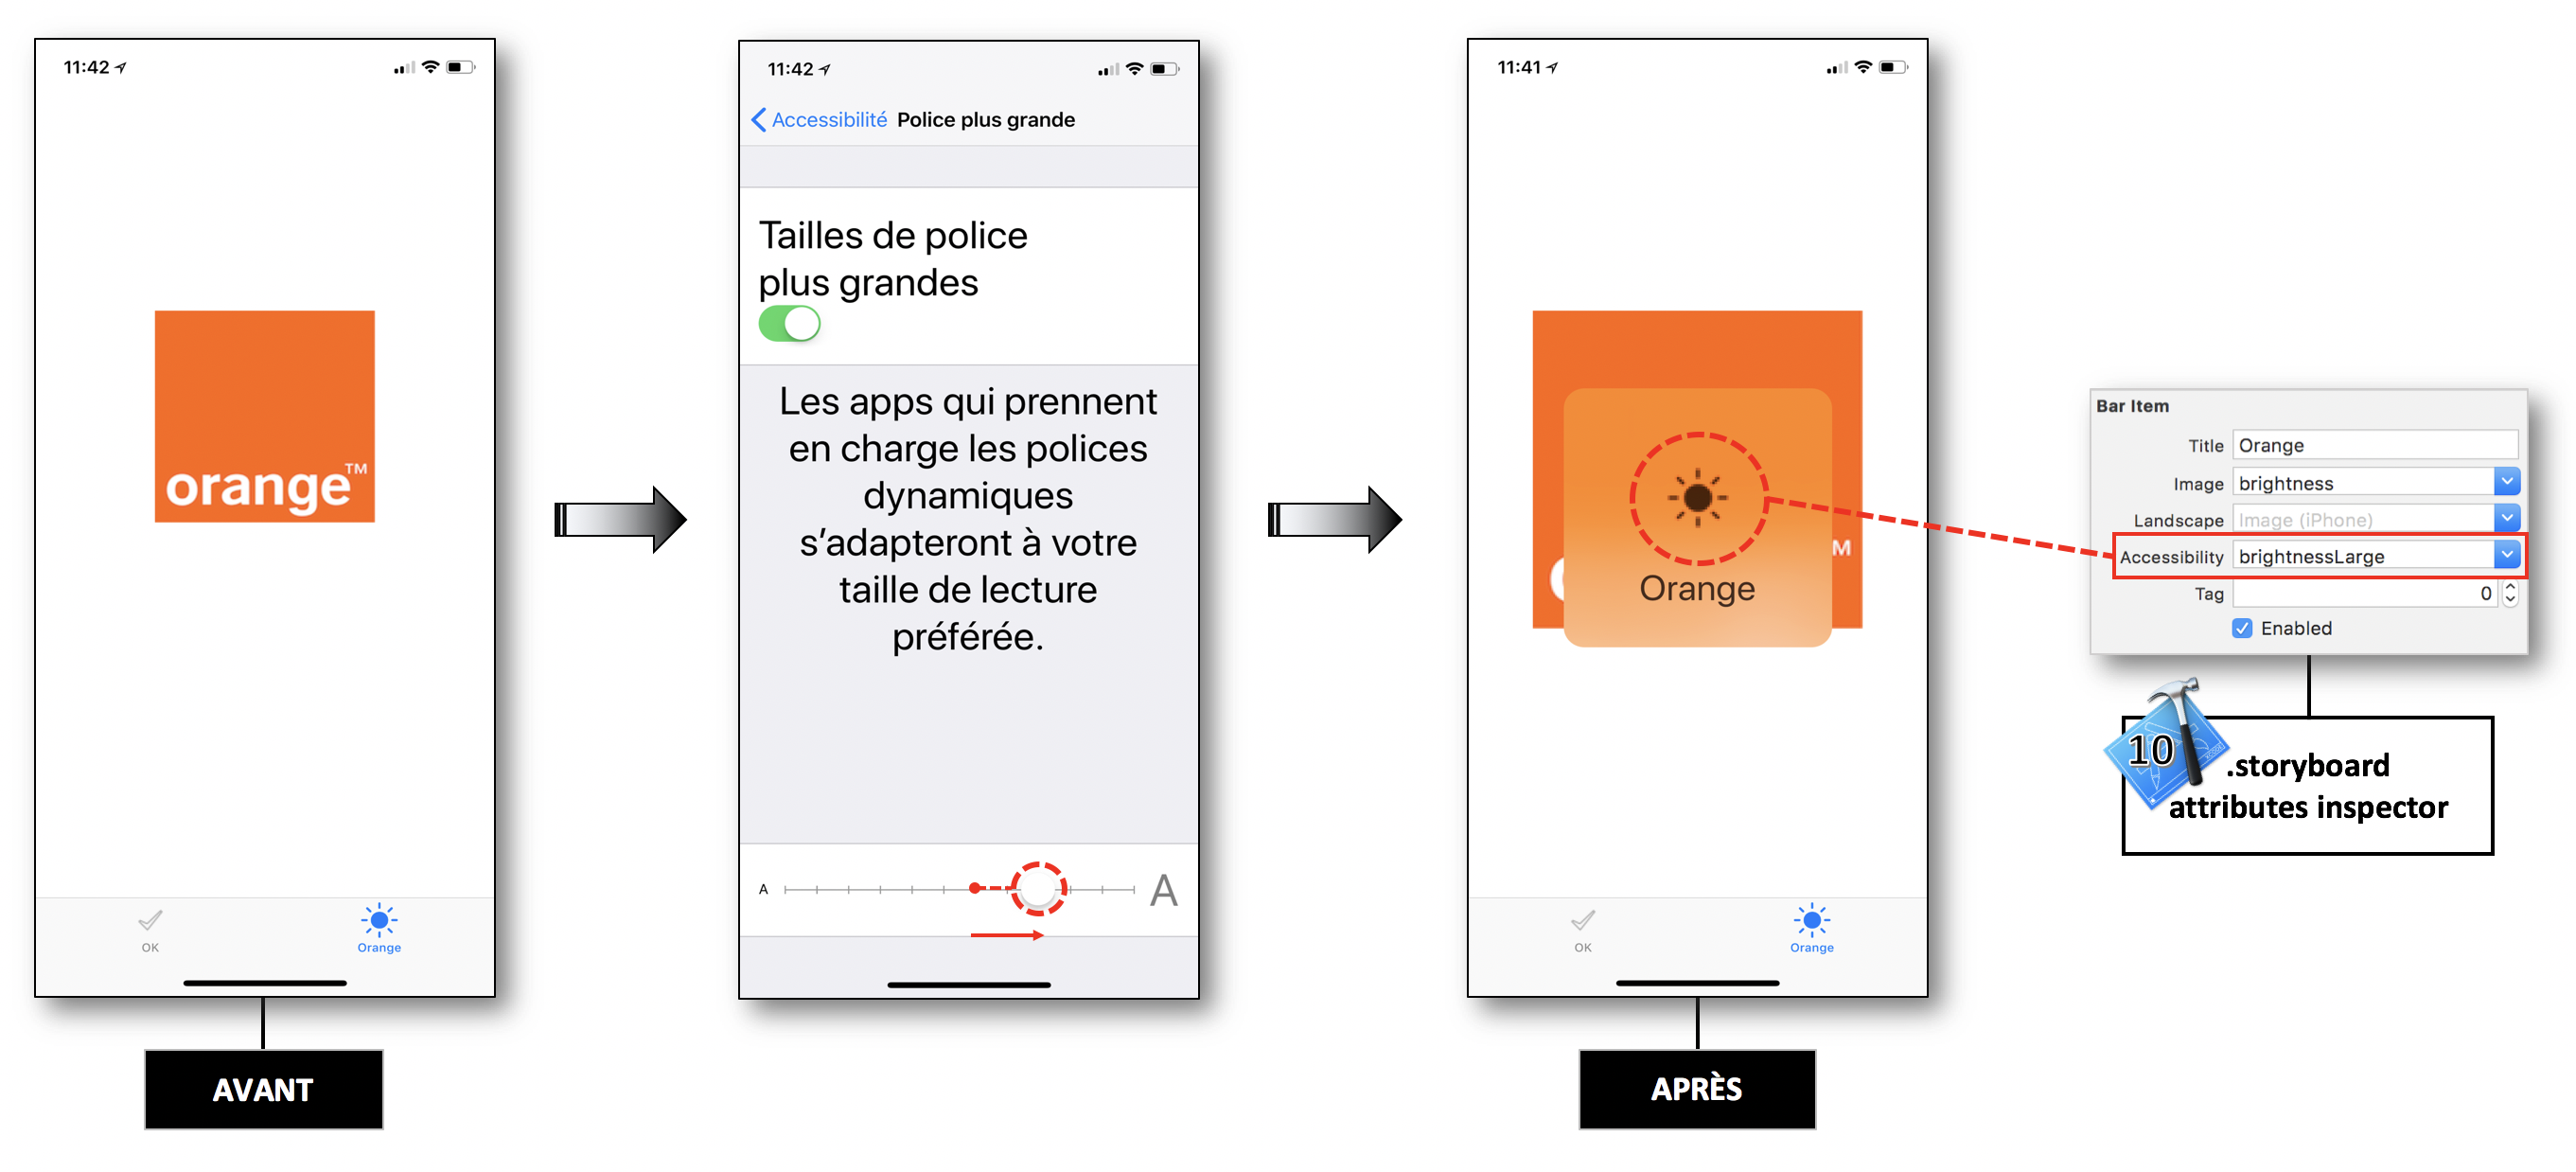 11:42
orange™
OK
Orange
AVANT
11:42
Accessibilité Police plus grande
Tailles de police
plus grandes
Les apps qui prennent
en charge les polices
dynamiques
s’adapteront à votre
taille de lecture
préférée.
A
A
11:41
M
Orange
OK
Orange
APRÈS
Bar Item
Title Orange
Image brightness
Landscape Image (iPhone)
Accessibility brightnessLarge
Tag 0
Enabled
10
.storyboard
attributes inspector